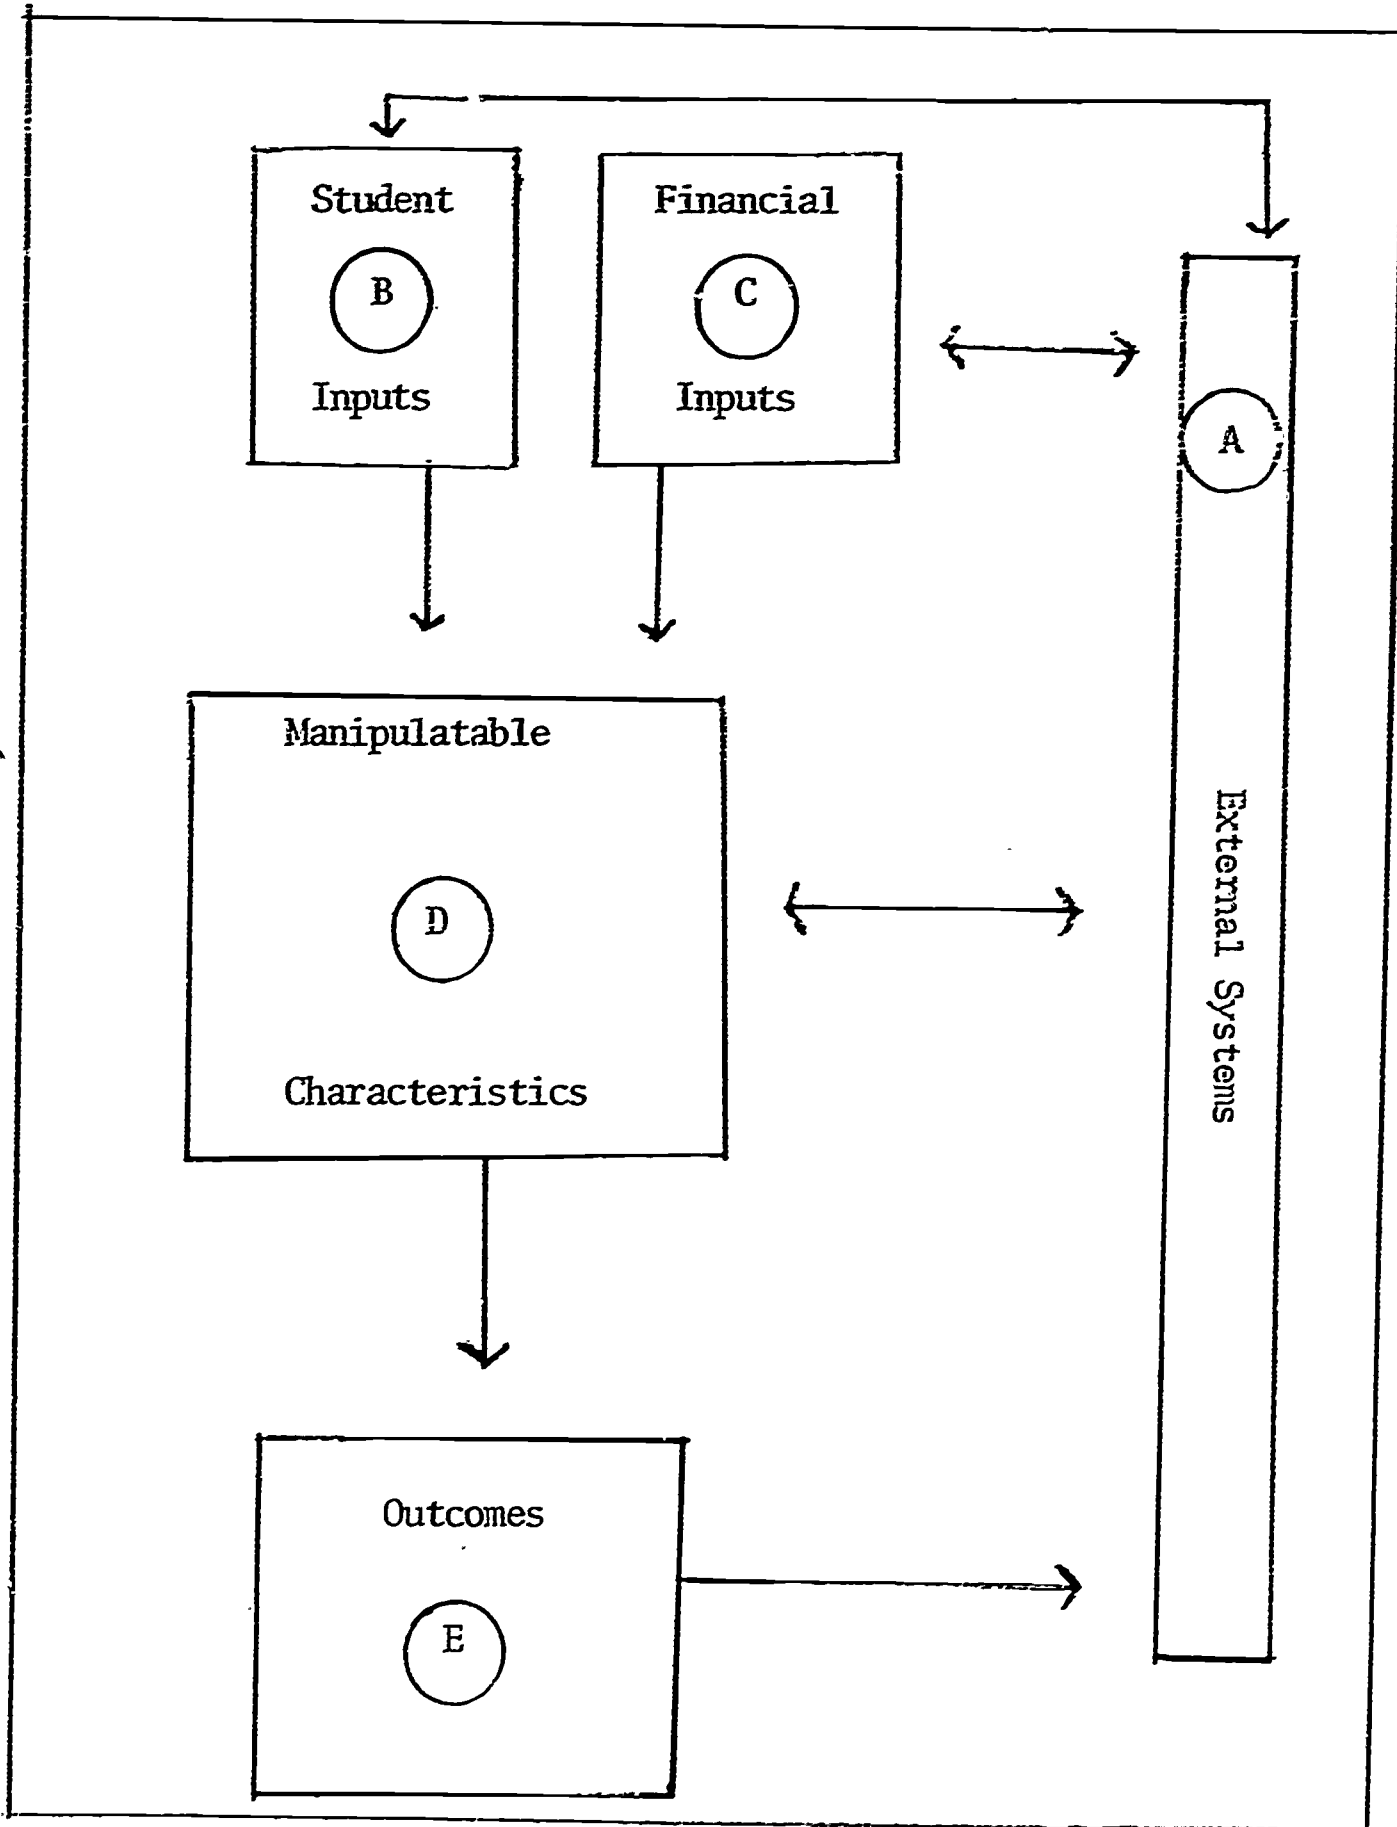 Student
B
Inputs
Financial
C
Inputs
A
External Systems
Manipulatable
D
Characteristics
Outcomes
E